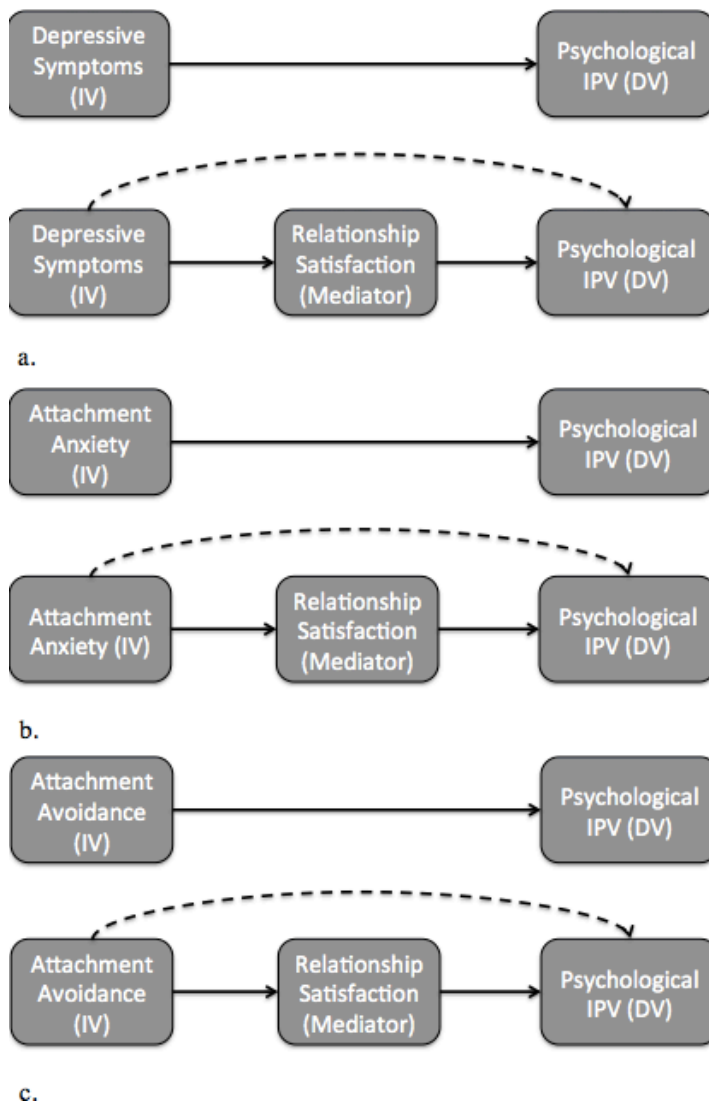 Depressive
Symptoms
(IV)
Psychological
IPV (DV)
Depressive
Symptoms
(IV)
Relationship
Satisfaction
(Mediator)
Psychological
IPV (DV)
a.
Attachment
Anxiety
(IV)
Psychological
IPV (DV)
Attachment
Anxiety (IV)
Relationship
Satisfaction
(Mediator)
Psychological
IPV (DV)
b.
Attachment
Avoidance
(IV)
Psychological
IPV (DV)
Attachment
Avoidance
(IV)
Relationship
Satisfaction
(Mediator)
Psychological
IPV (DV)
c.